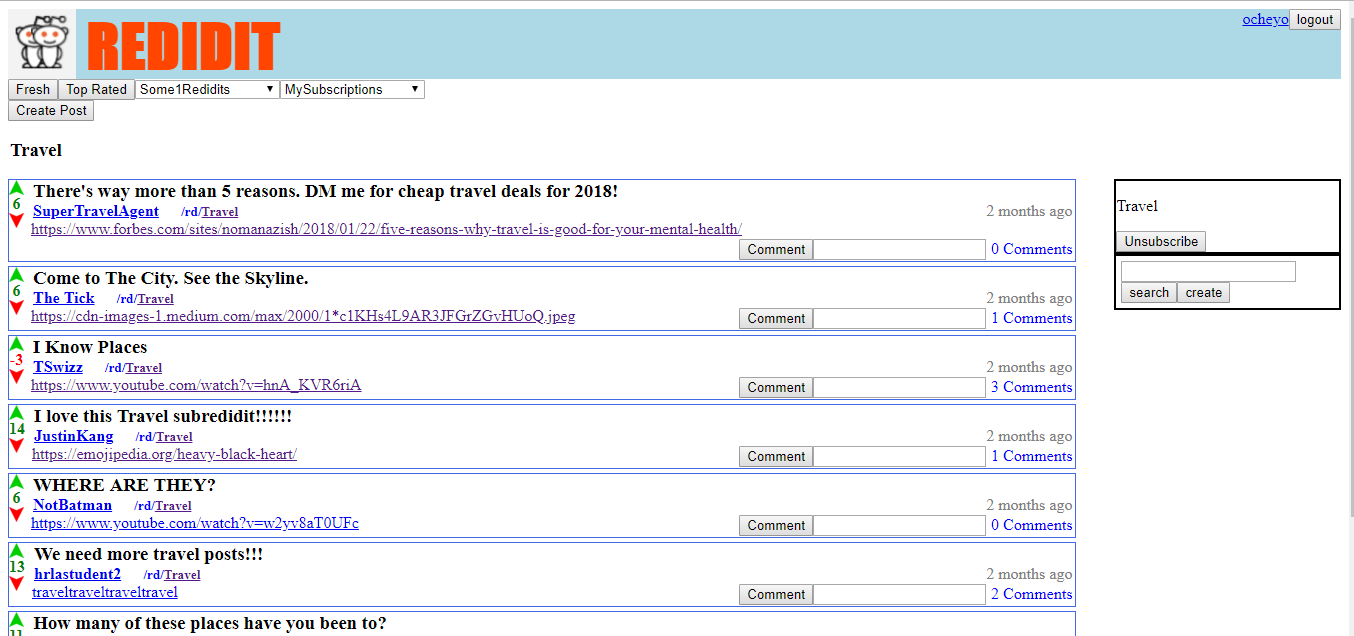 ocheyo logout
REDIDIT
Fresh Top Rated Some1Redidits MySubscriptions
Create Post
Travel
There's way more than 5 reasons. DM me for cheap travel deals for 2018!
6
SuperTravelAgent /rd/Travel 2 months ago
https://www.forbes.com/sites/nomanazish/2018/01/22/five-reasons-why-travel-is-good-for-your-mental-health/
Comment 0 Comments
Come to The City. See the Skyline.
6
The Tick /rd/Travel 2 months ago
https://cdn-images-1.medium.com/max/2000/1*c1KHs4L9AR3JFGrZGvHUoQ.jpeg Comment 1 Comments
I Know Places
-3
TSwizz /rd/Travel 2 months ago
https://www.youtube.com/watch?v=hnA_KVR6riA Comment 3 Comments
I love this Travel subredidit!!!!!!
14
JustinKang /rd/Travel 2 months ago
https://emojipedia.org/heavy-black-heart/ Comment 1 Comments
WHERE ARE THEY?
6
NotBatman /rd/Travel 2 months ago
https://www.youtube.com/watch?v=w2yv8aT0UFc Comment 0 Comments
We need more travel posts!!!
13
hrlastudent2 /rd/Travel 2 months ago
traveltraveltraveltravel Comment 2 Comments
How many of these places have you been to?
11
Travel
Unsubscribe
search create